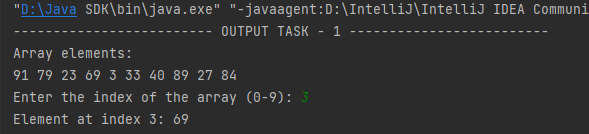 "D:\Java SDK\bin\java.exe" "-javaagent:D:\IntelliJ\IntelliJ IDEA Communi
------------------------ OUTPUT TASK - 1 ------------------------
Array elements:
91 79 23 69 3 33 40 89 27 84
Enter the index of the array (0-9): 3
Element at index 3: 69